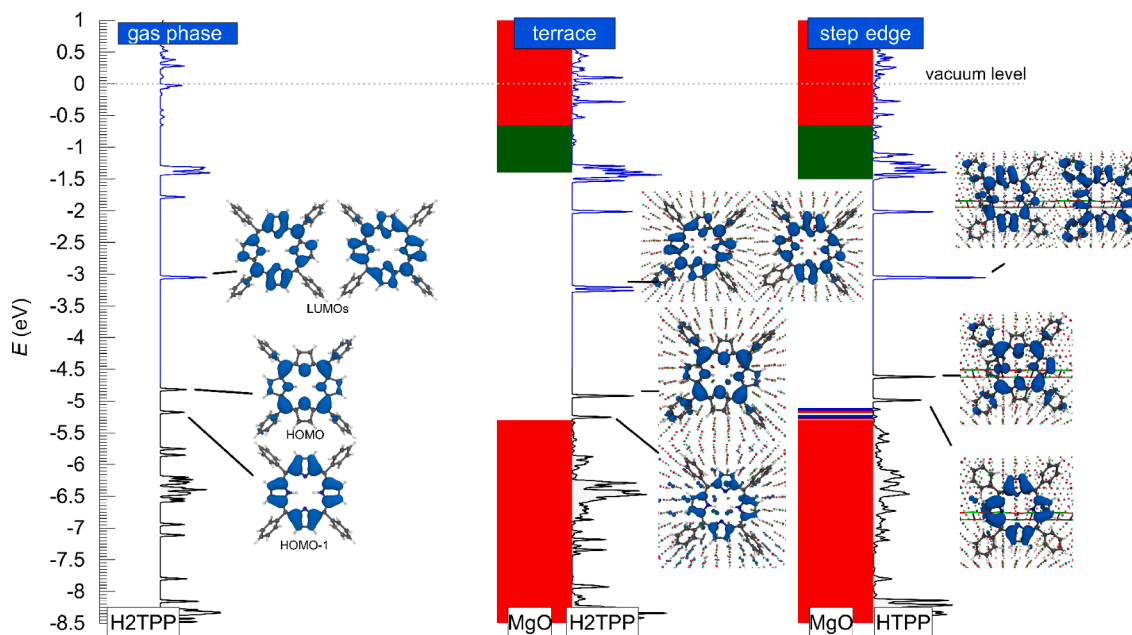 gas phase
terrace
step edge
vacuum level
E (eV)
1
0.5
0
-0.5
-1
-1.5
-2
-2.5
-3
-3.5
-4
-4.5
-5
-5.5
-6
-6.5
-7
-7.5
-8
-8.5
LUMOs
HOMO
HOMO-1
H2TPP
MgO
H2TPP
MgO
HTPP